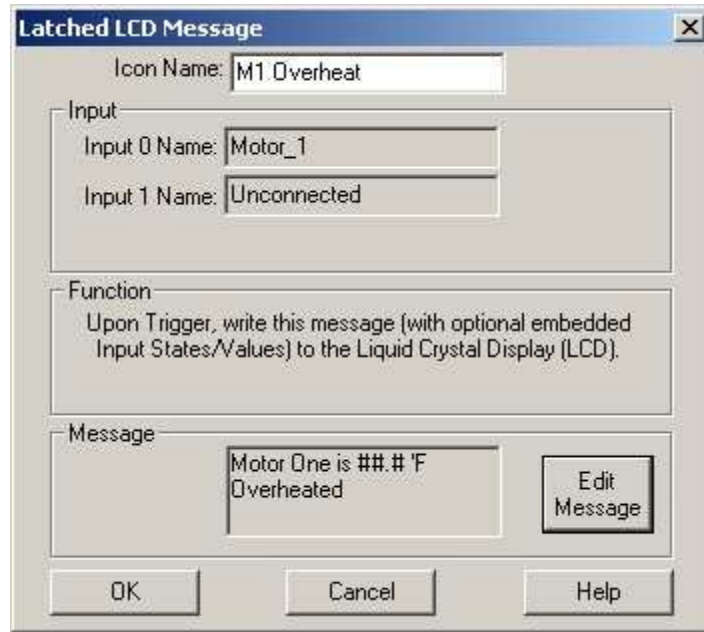 Latched LCD Message
Icon Name: M1 Overheat
Input
Input 0 Name: Motor_1
Input 1 Name: Unconnected
Function
Upon Trigger, write this message (with optional embedded
Input States/Values) to the Liquid Crystal Display (LCD).
Message
Motor One is ##.# 'F
Overheated
Edit
Message
OK Cancel Help